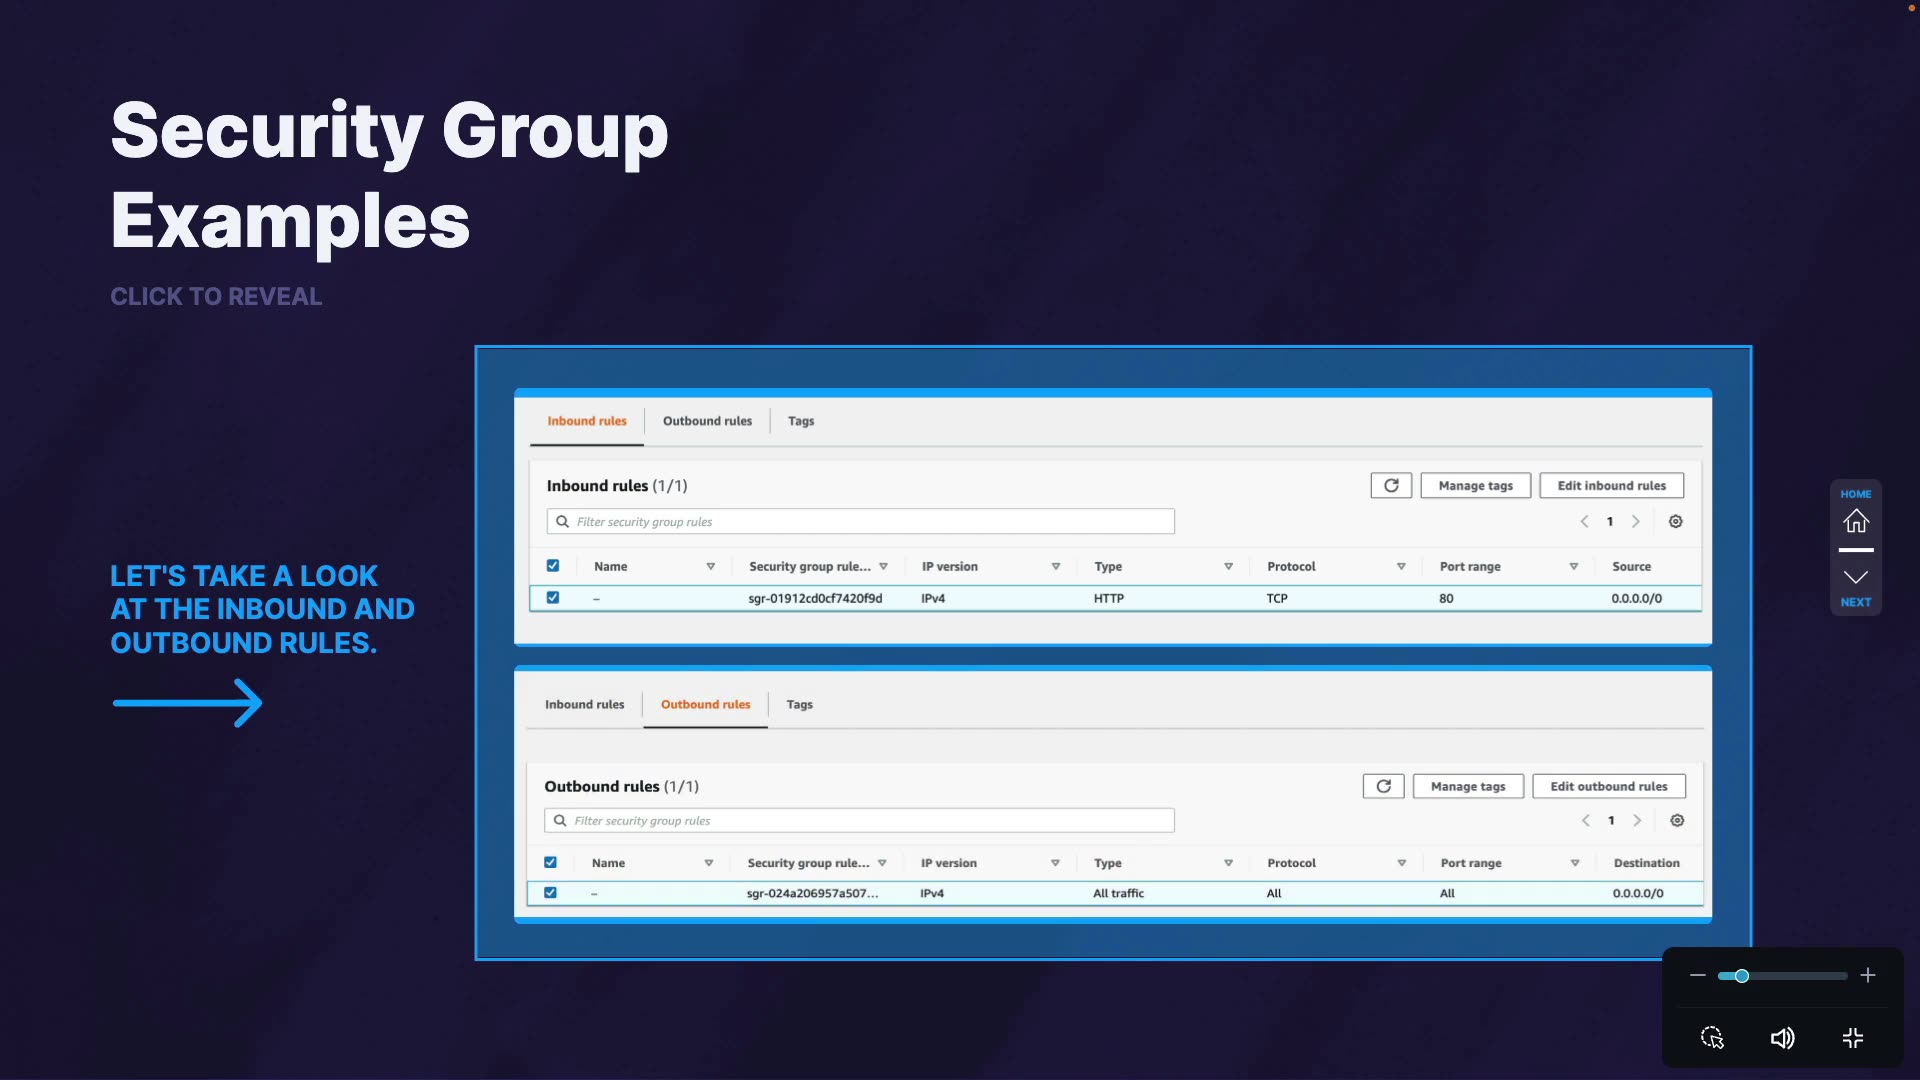 Security Group
Examples
CLICK TO REVEAL
LET'S TAKE A LOOK
AT THE INBOUND AND
OUTBOUND RULES.
Inbound rules Outbound rules Tags
Inbound rules (1/1) Manage tags Edit inbound rules
Filter security group rules 1
Name Security group rule... IP version Type Protocol Port range Source
– sgr-01912cd0cf7420f9d IPv4 HTTP TCP 80 0.0.0.0/0
Inbound rules Outbound rules Tags
Outbound rules (1/1) Manage tags Edit outbound rules
Filter security group rules 1
Name Security group rule... IP version Type Protocol Port range Destination
– sgr-024a206957a507... IPv4 All traffic All All 0.0.0.0/0
HOME
NEXT